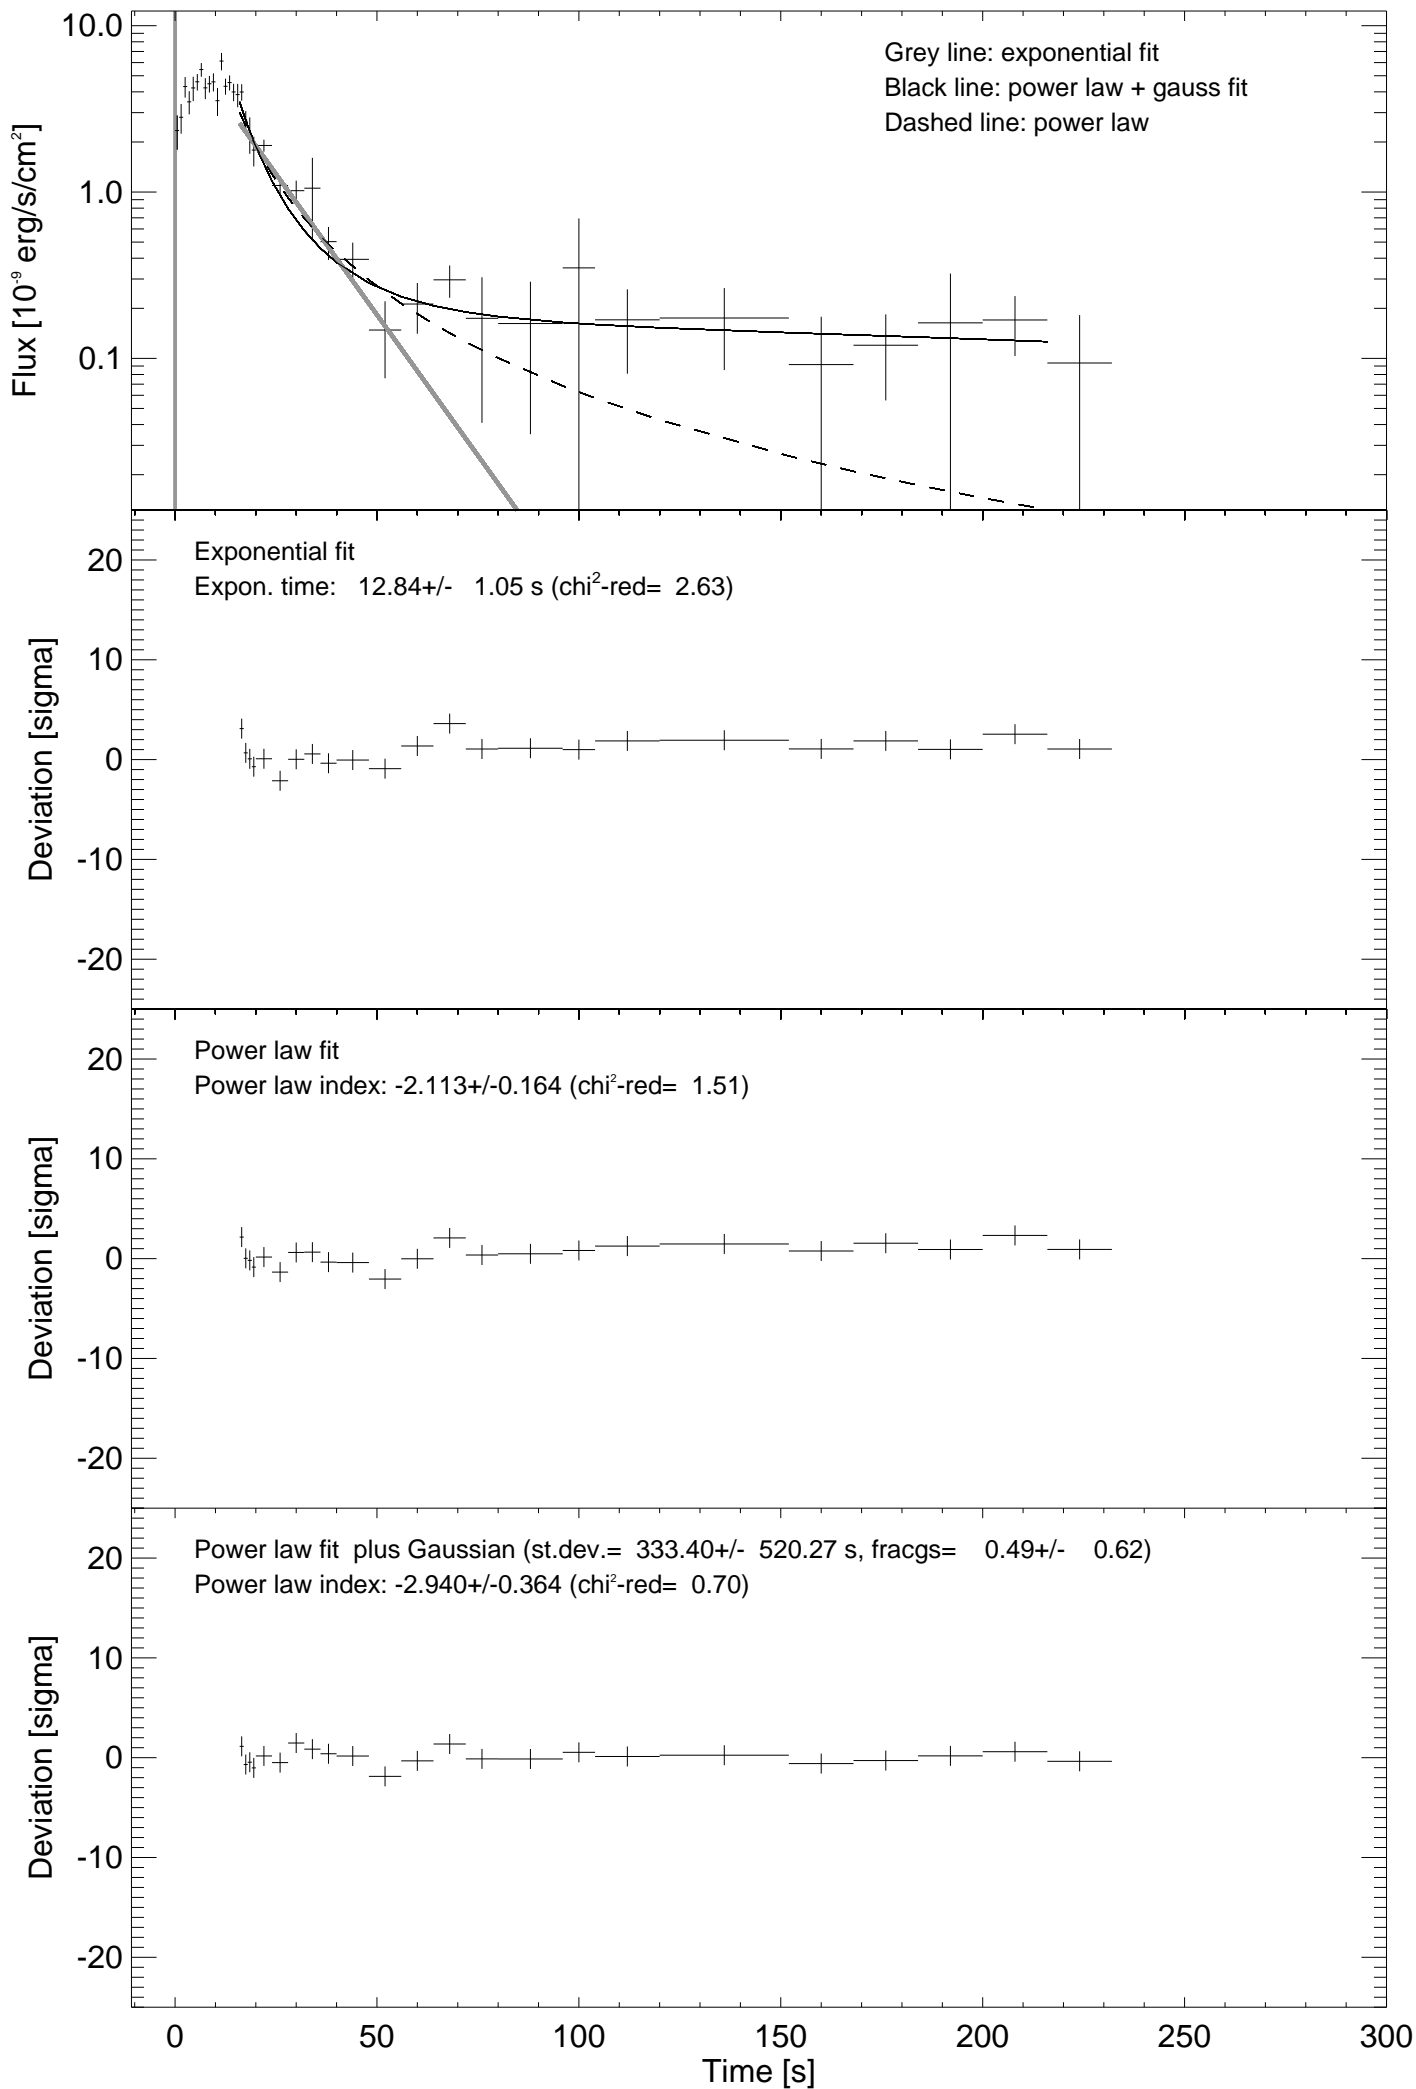 10.0
1.0
0.1
Flux [10⁻⁹ erg/s/cm²]
Grey line: exponential fit
Black line: power law + gauss fit
Dashed line: power law
20
10
0
-10
-20
Deviation [sigma]
Exponential fit
Expon. time: 12.84+/- 1.05 s (chi²-red= 2.63)
20
10
0
-10
-20
Deviation [sigma]
Power law fit
Power law index: -2.113+/-0.164 (chi²-red= 1.51)
20
10
0
-10
-20
Deviation [sigma]
Power law fit plus Gaussian (st.dev.= 333.40+/- 520.27 s, fracgs= 0.49+/- 0.62)
Power law index: -2.940+/-0.364 (chi²-red= 0.70)
0 50 100 150 200 250 300
Time [s]